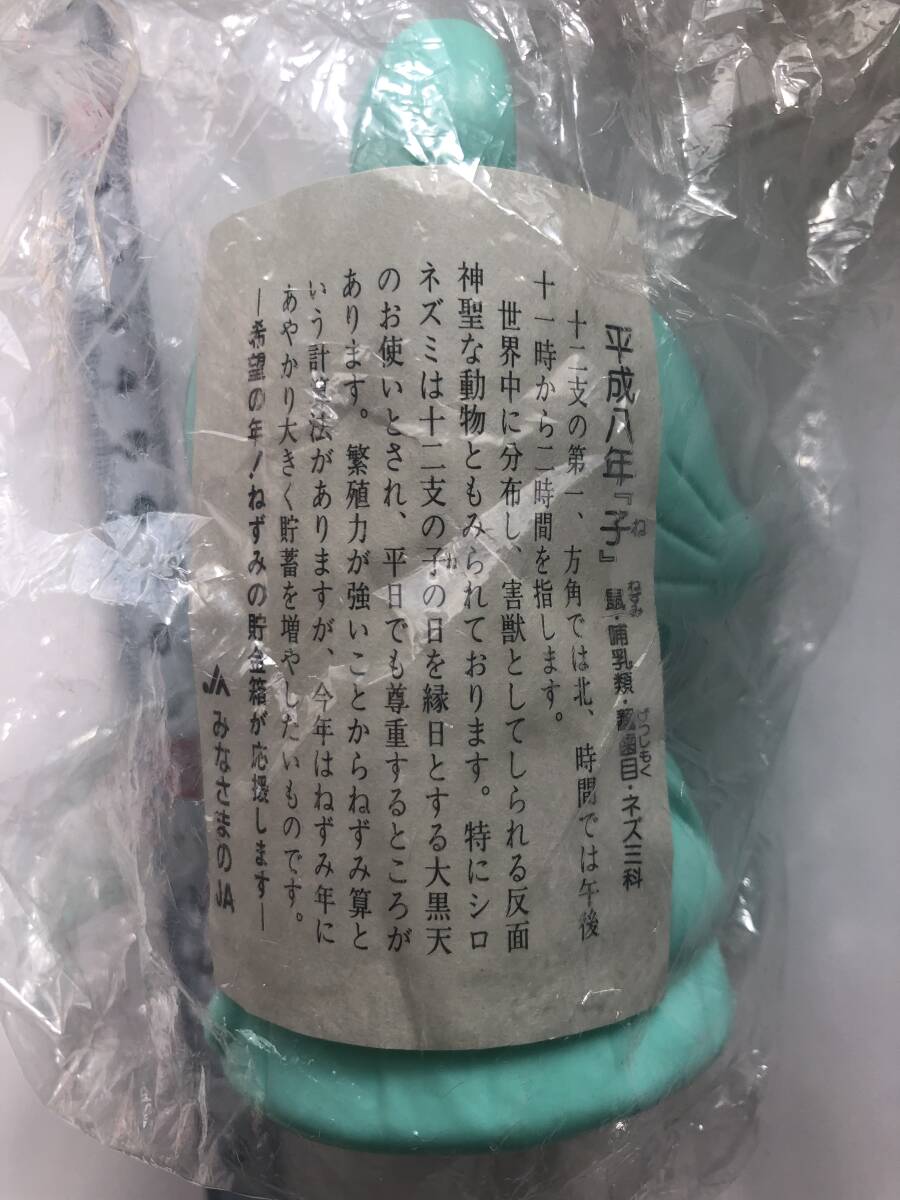 平成八年『子』 鼠・哺乳類・齧歯目・ネズミ科
ね
ねずみ
げつしもく
十二支の第一、方角では北、時間では午後
十一時から二時間を指します。
世界中に分布し、害獣としてしられる反面
神聖な動物ともみられております。特にシロ
ネズミは十二支の子の日を縁日とする大黒天
のお使いとされ、平日でも尊重するところが
あります。繁殖力が強いことからねずみ算と
いう計算法がありますが、今年はねずみ年に
あやかり大きく貯蓄を増やしたいものです。
―希望の年!ねずみの貯金箱が応援します―
JA みなさまのJA